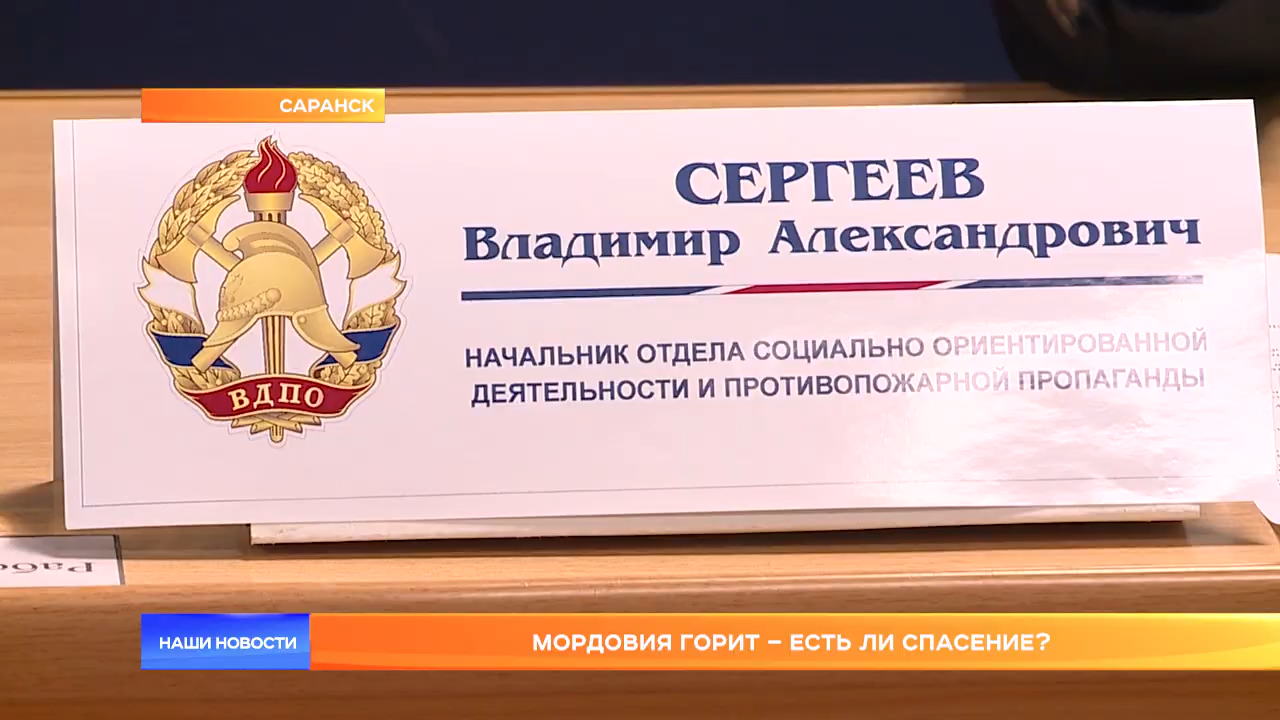 САРАНСК
СЕРГЕЕВ
Владимир Александрович
НАЧАЛЬНИК ОТДЕЛА СОЦИАЛЬНО ОРИЕНТИРОВАННОЙ
ДЕЯТЕЛЬНОСТИ И ПРОТИВОПОЖАРНОЙ ПРОПАГАНДЫ
ВДПО
НАШИ НОВОСТИ
МОРДОВИЯ ГОРИТ – ЕСТЬ ЛИ СПАСЕНИЕ?